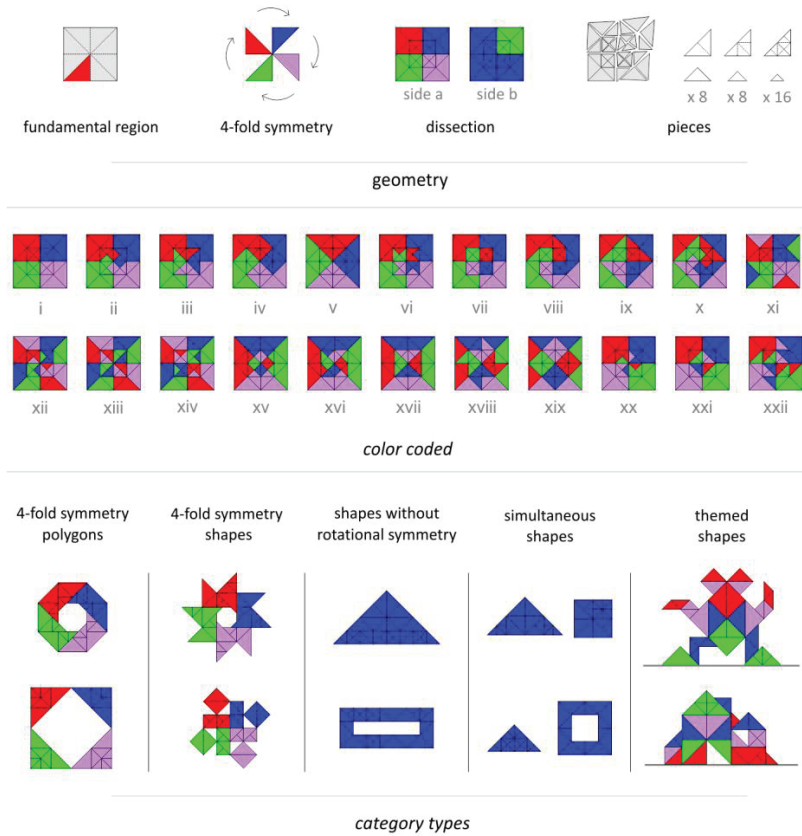 side a
side b
x 8
x 8
x 16
fundamental region
4-fold symmetry
dissection
pieces
geometry
i
ii
iii
iv
v
vi
vii
viii
ix
x
xi
xii
xiii
xiv
xv
xvi
xvii
xviii
xix
xx
xxi
xxii
color coded
4-fold symmetry
polygons
4-fold symmetry
shapes
shapes without
rotational symmetry
simultaneous
shapes
themed
shapes
category types